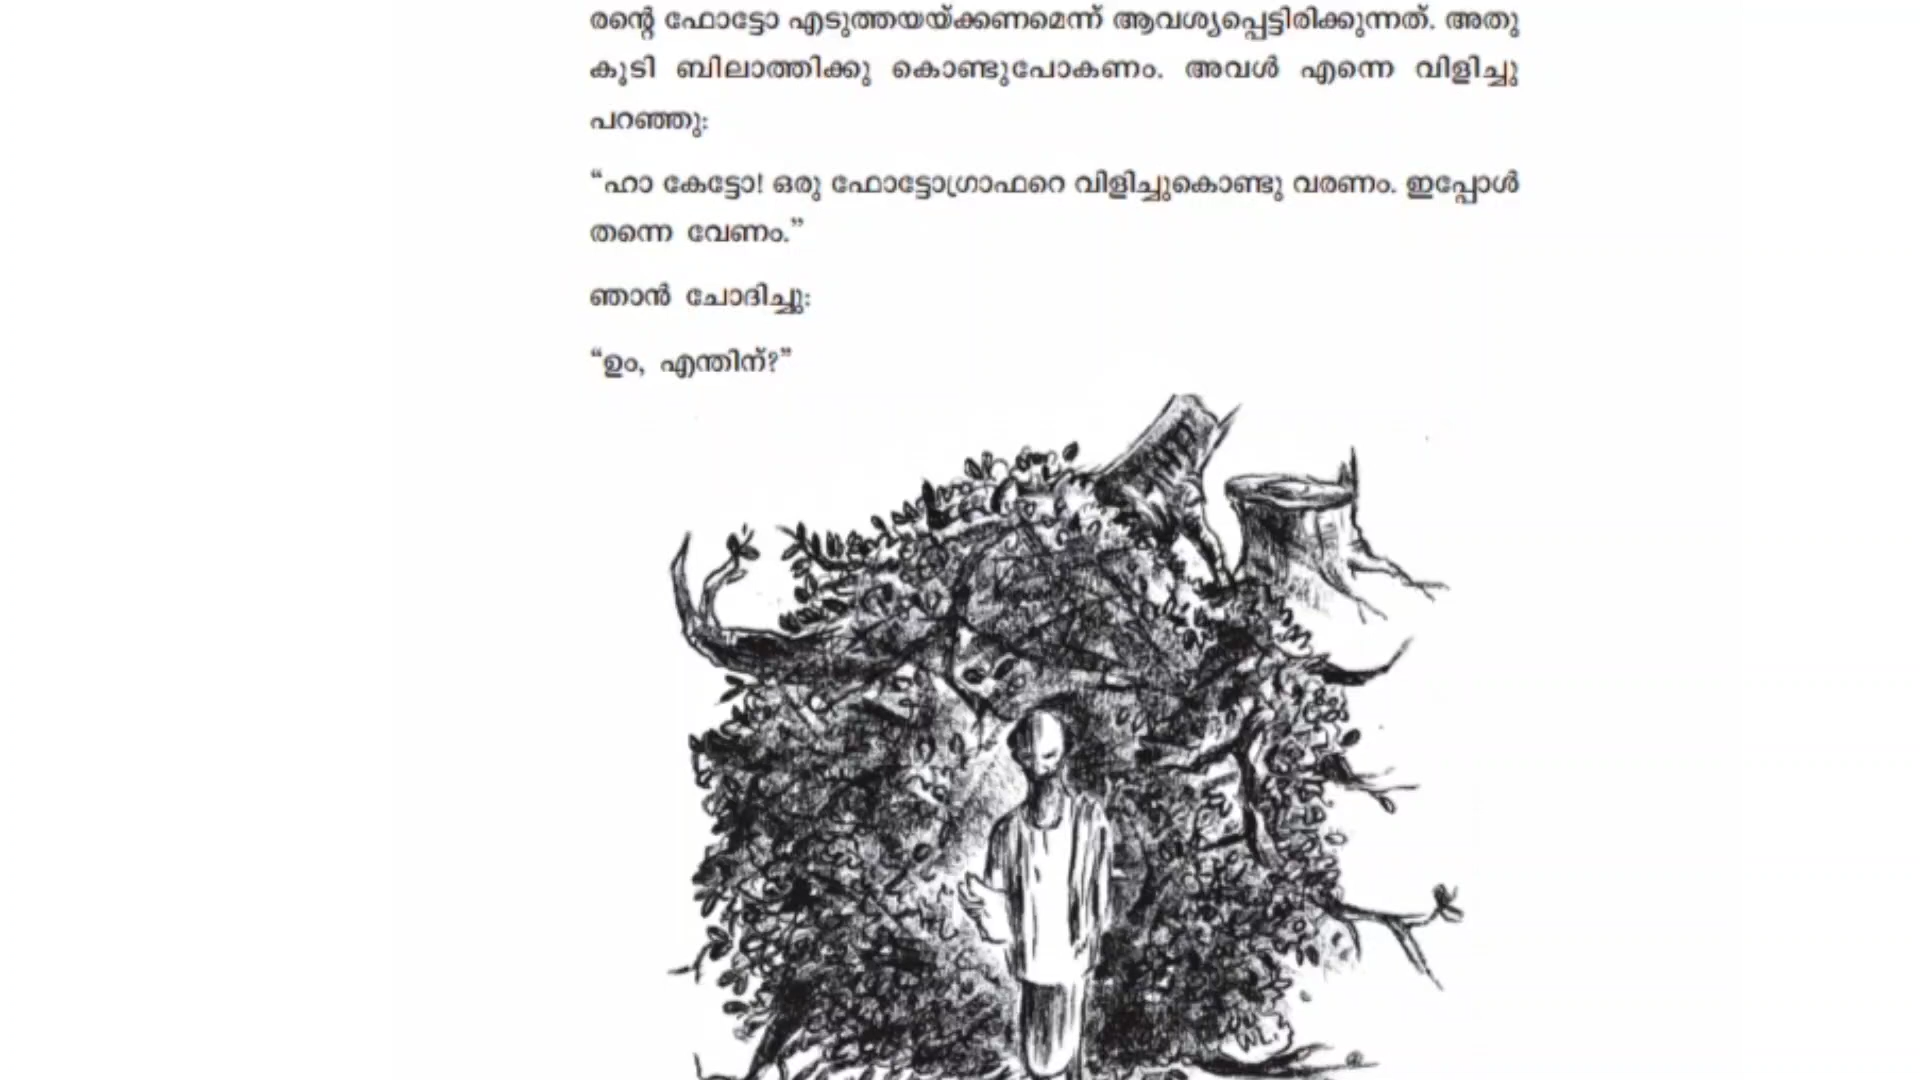 രന്റെ ഫോട്ടോ എടുത്തയയ്ക്കണമെന്ന് ആവശ്യപ്പെട്ടിരിക്കുന്നത്. അതു
കൂടി ബിലാത്തിക്കു കൊണ്ടുപോകണം. അവൾ എന്നെ വിളിച്ചു
പറഞ്ഞു:
“ഹാ കേട്ടോ! ഒരു ഫോട്ടോഗ്രാഫറെ വിളിച്ചുകൊണ്ടു വരണം. ഇപ്പോൾ
തന്നെ വേണം.”
ഞാൻ ചോദിച്ചു:
“ഉം, എന്തിന്?”